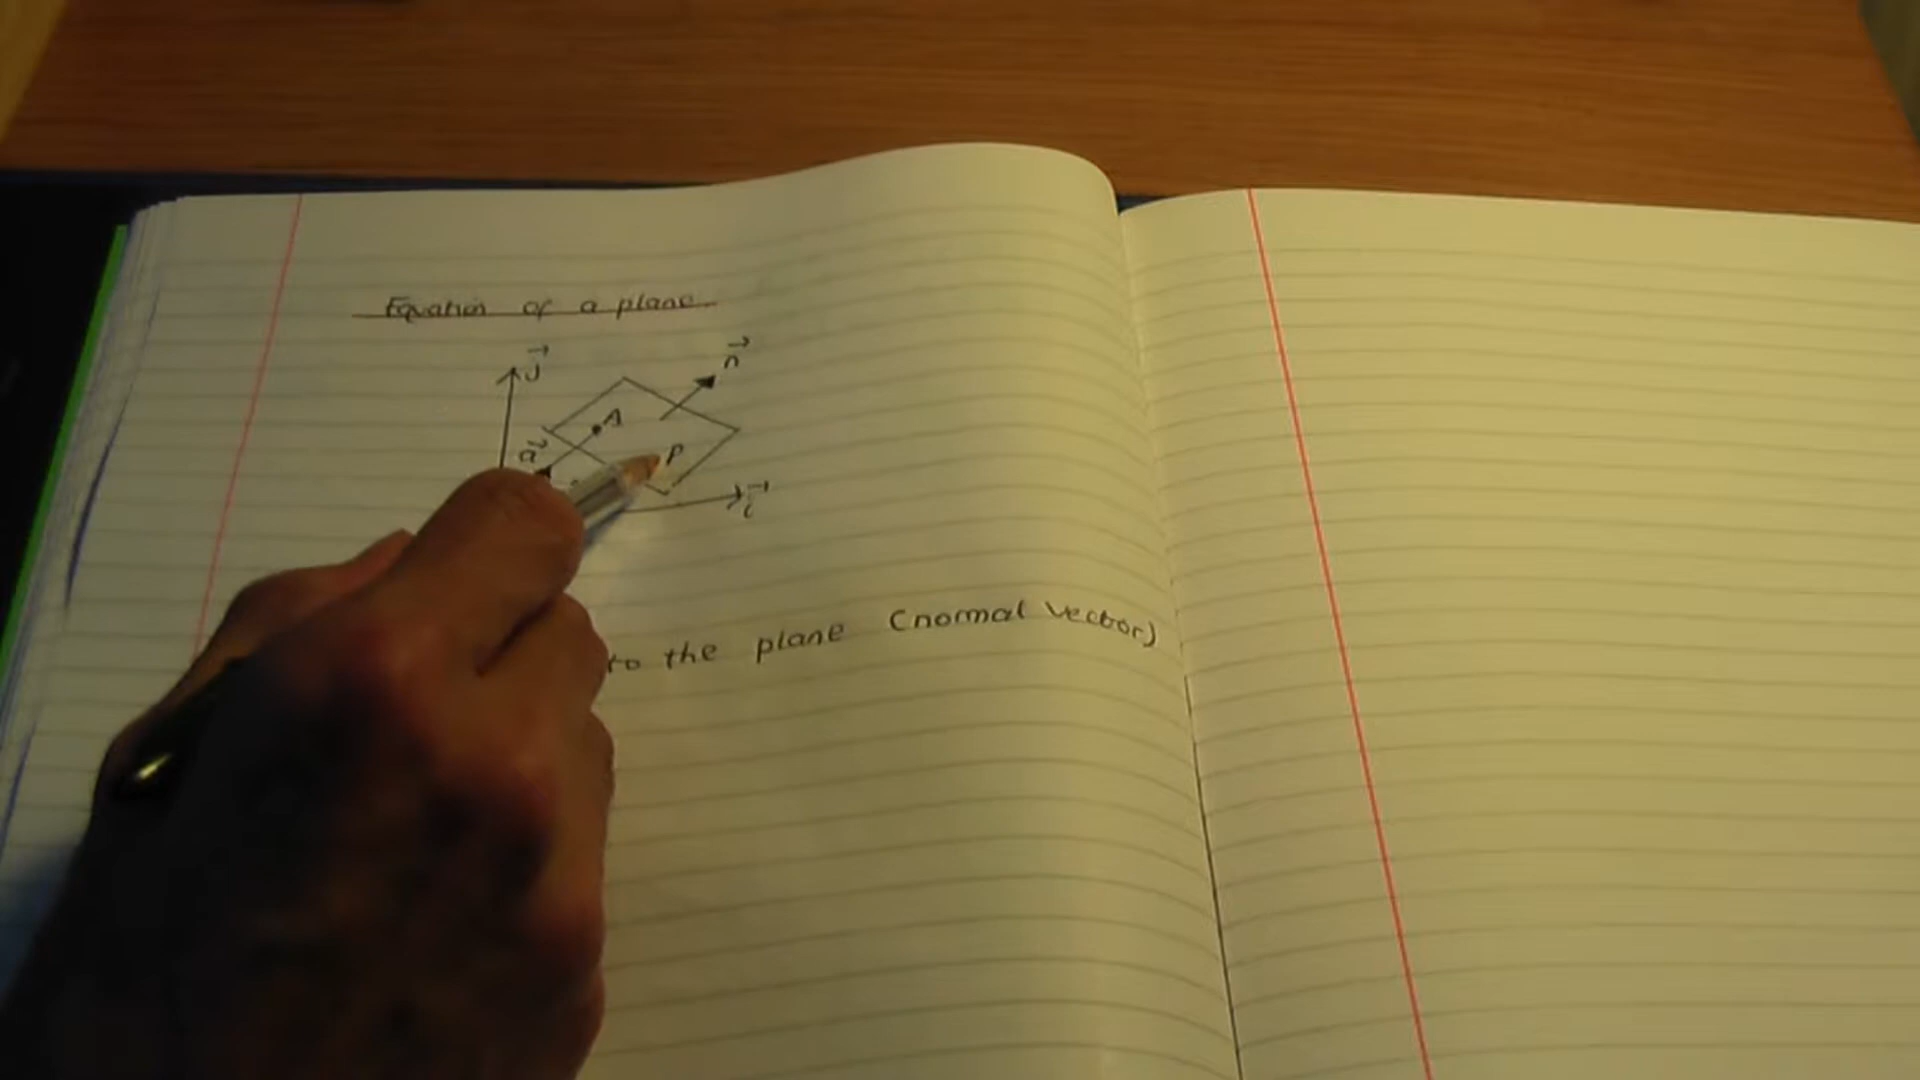 Equation of a plane
j
n
A
a
P
i
to the plane (normal vector)